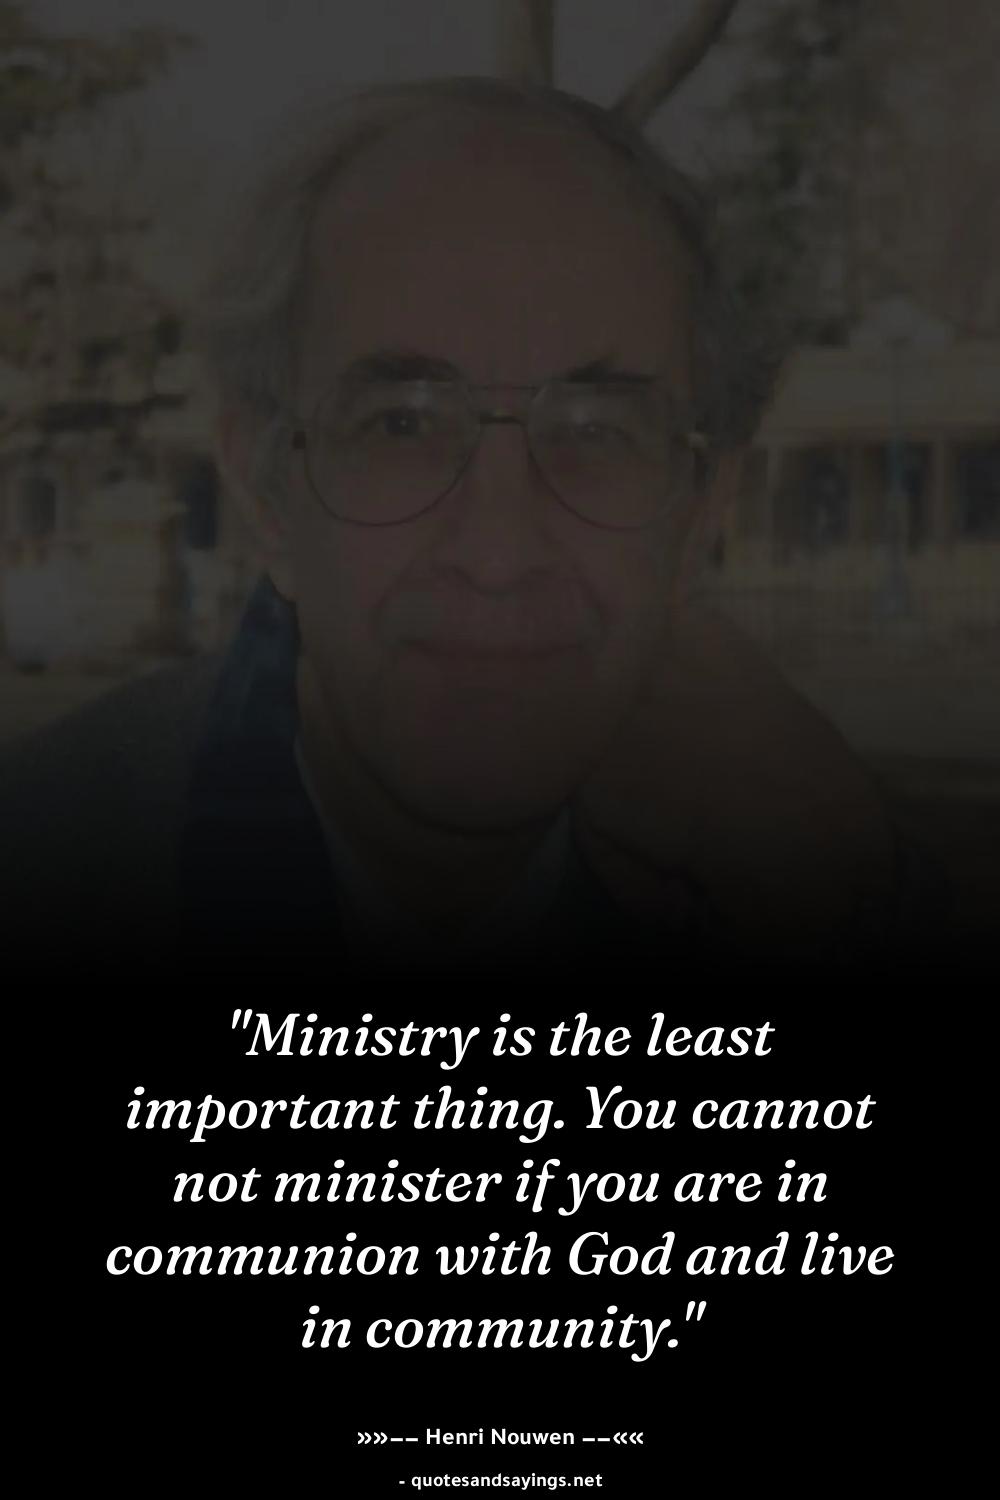 "Ministry is the least
important thing. You cannot
not minister if you are in
communion with God and live
in community."
»»–– Henri Nouwen ––««
- quotesandsayings.net